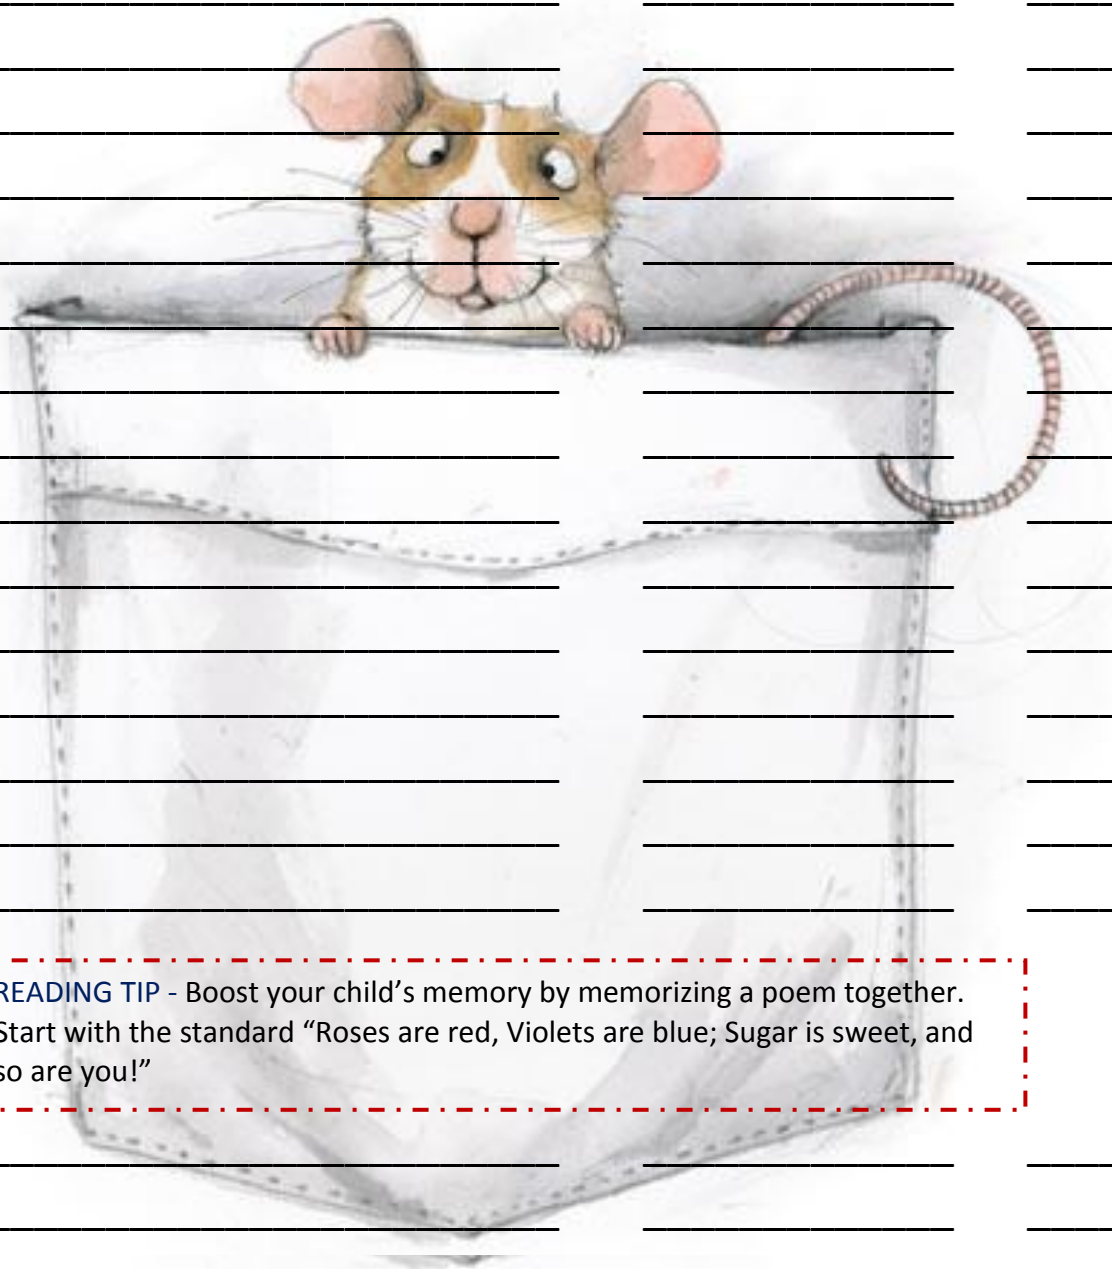 READING TIP - Boost your child’s memory by memorizing a poem together.
Start with the standard “Roses are red, Violets are blue; Sugar is sweet, and
so are you!”